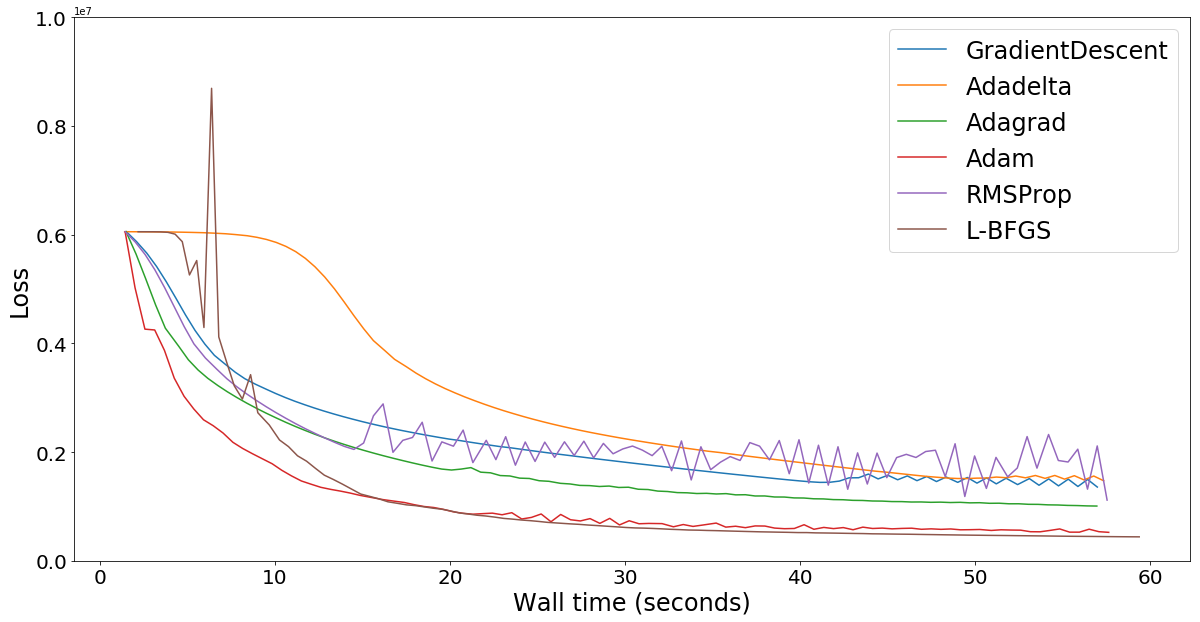 1e7
1.0
0.8
0.6
0.4
0.2
0.0
Loss
0 10 20 30 40 50 60
Wall time (seconds)
GradientDescent
Adadelta
Adagrad
Adam
RMSProp
L-BFGS